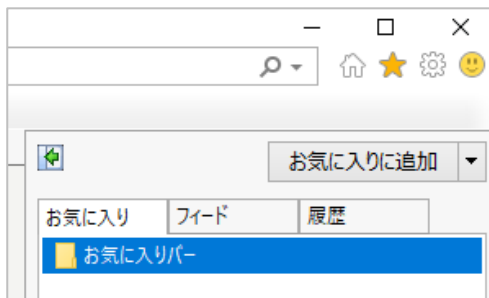 お気に入りに追加
お気に入り フィード 履歴
お気に入りバー